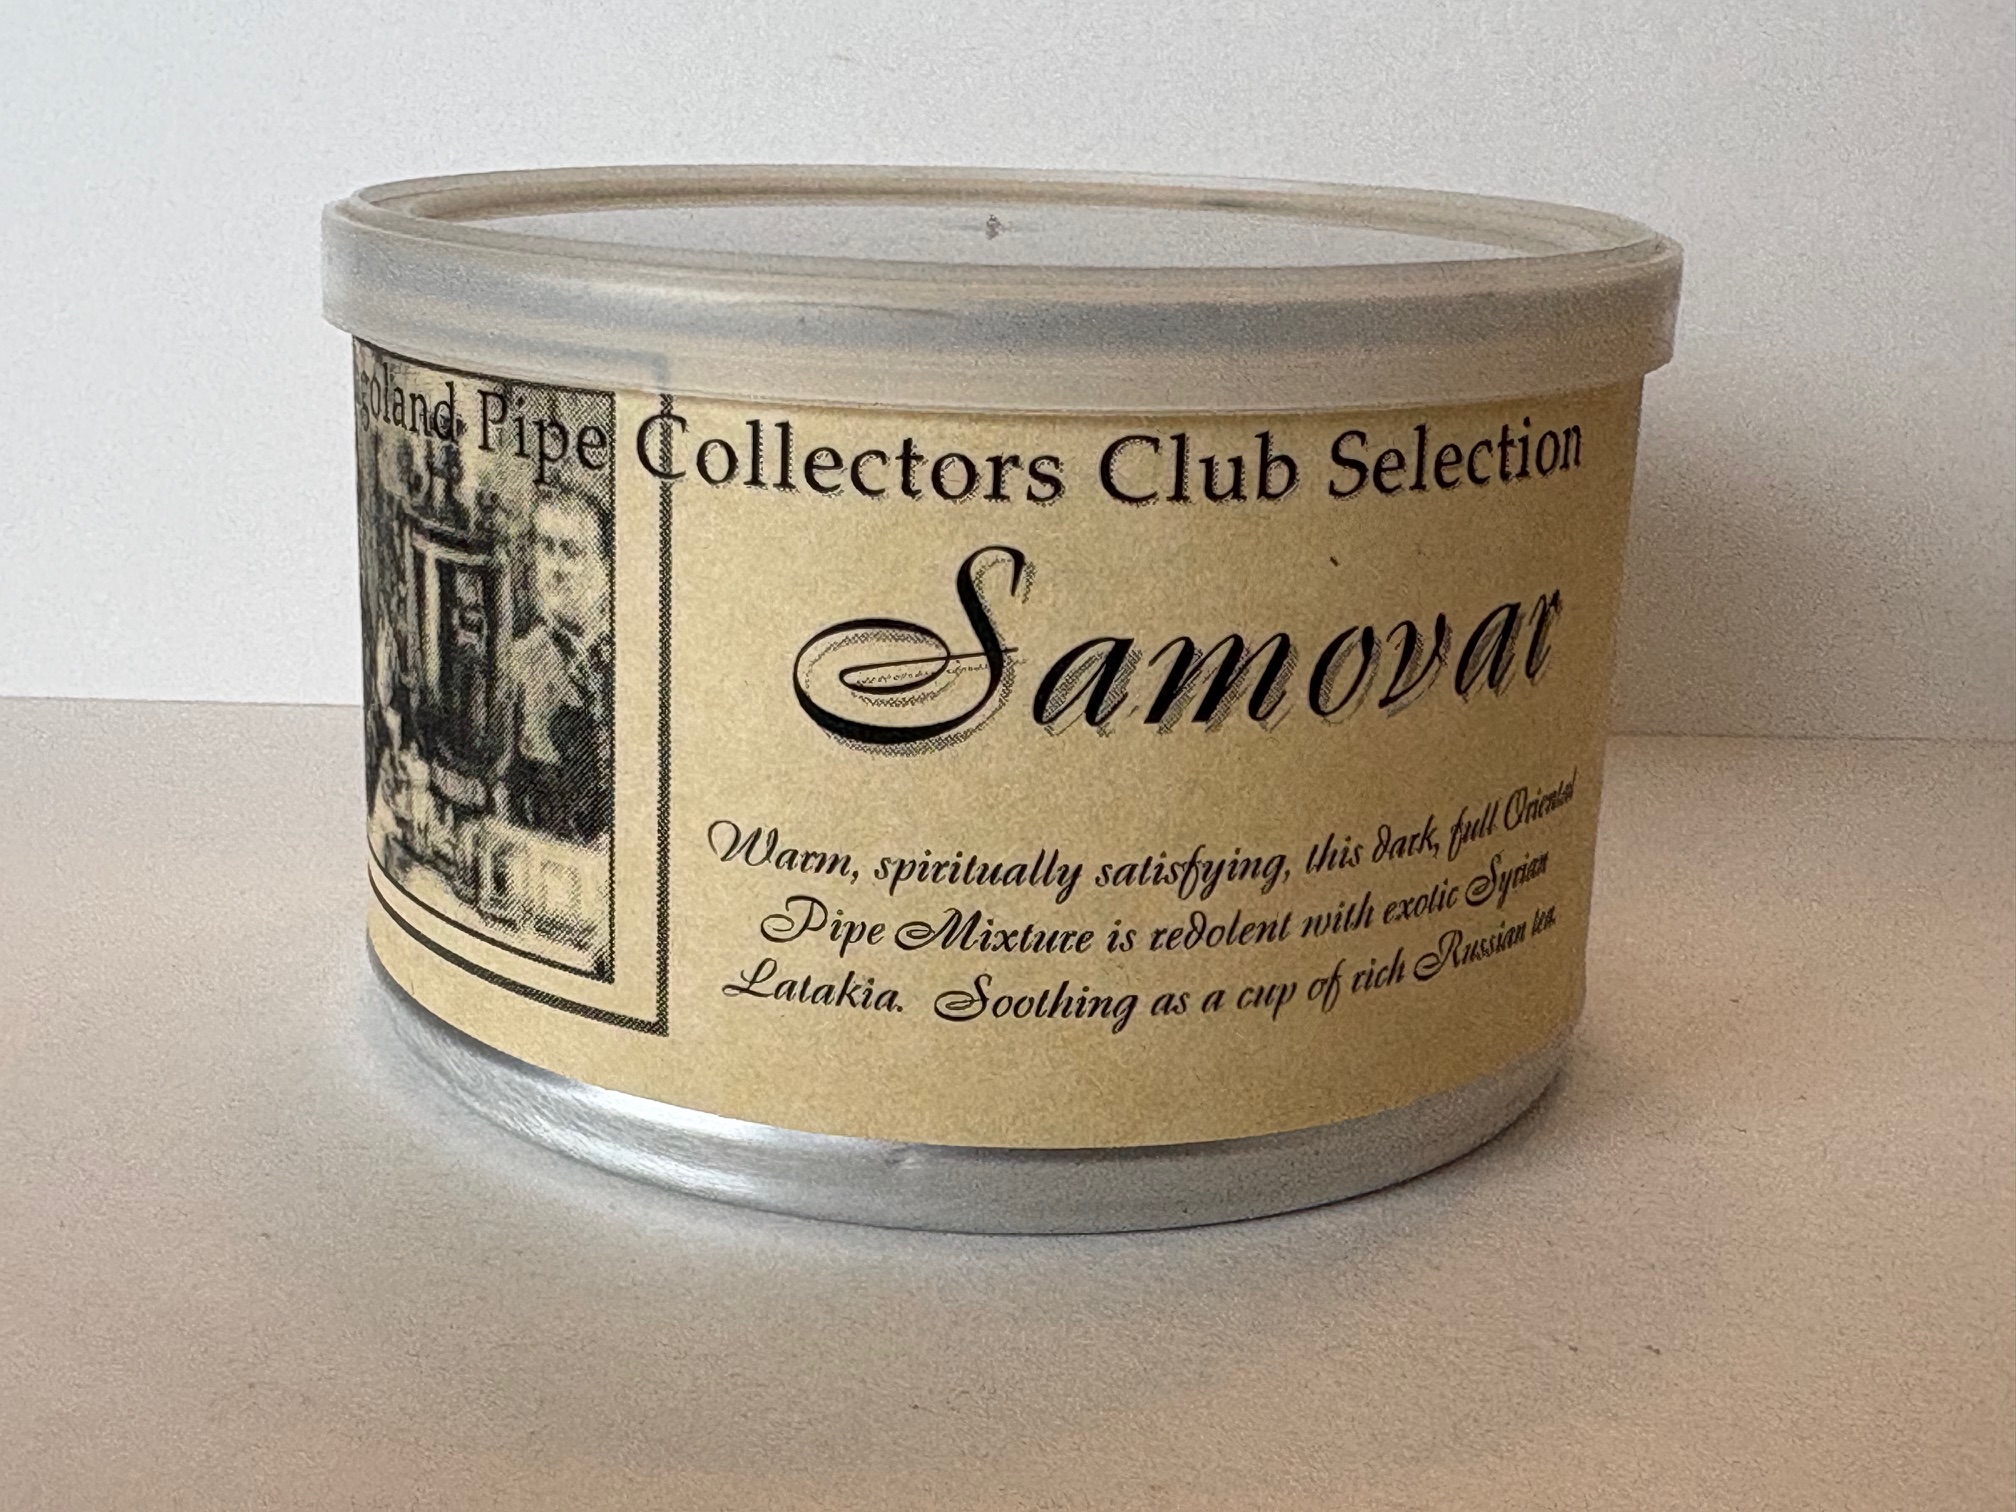 goland Pipe Collectors Club Selection
Samovar
Warm, spiritually satisfying, this dark, full Oriental
Pipe Mixture is redolent with exotic Syrian
Latakia. Soothing as a cup of rich Russian tea.